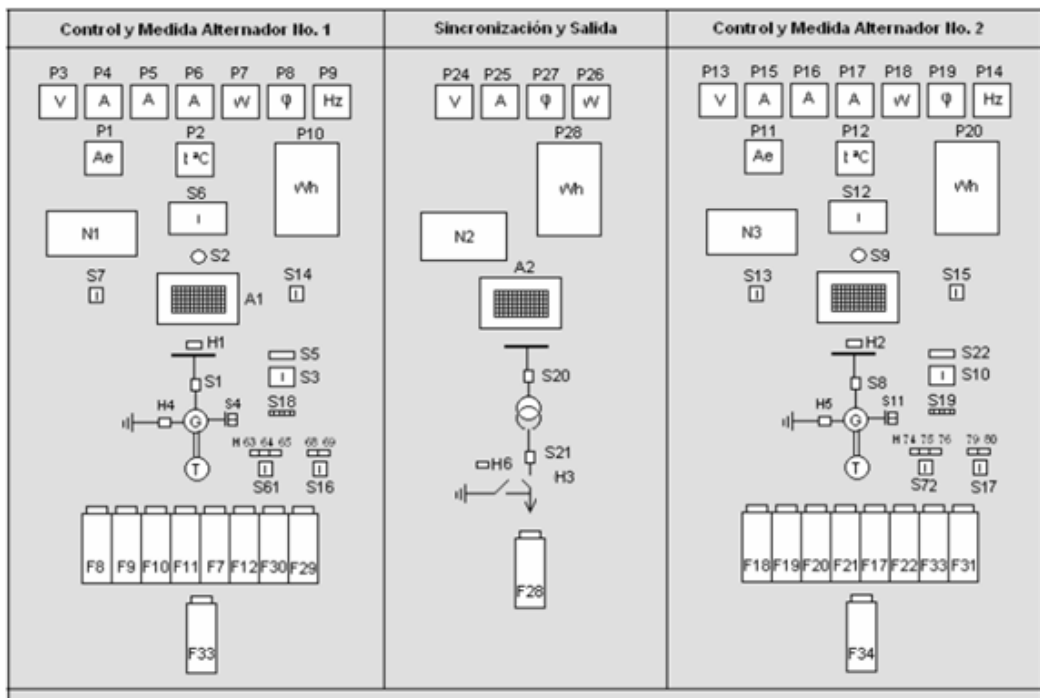 Control y Medida Alternador No. 1
P3 P4 P5 P6 P7 P8 P9
V A A A W φ Hz
P1 P2 P10
Ae t ªC Wh
S6
I
N1
S2
S7 S14
I I
A1
H1
S5
S1
I S3
S4
H4 S18
G
H 63 64 65 68 69
T I I
S61 S16
F8 F9 F10 F11 F7 F12 F30 F29
F33
Sincronización y Salida
P24 P25 P27 P26
V A φ W
P28
Wh
N2
A2
S20
S21
H6 H3
F28
Control y Medida Alternador No. 2
P13 P15 P16 P17 P18 P19 P14
V A A A W φ Hz
P11 P12 P20
Ae t ªC Wh
S12
I
N3
S9
S13 S15
I I
H2
S22
S8
I S10
S11
H5 S19
G
H 74 75 76 79 80
T I I
S72 S17
F18 F19 F20 F21 F17 F22 F33 F31
F34